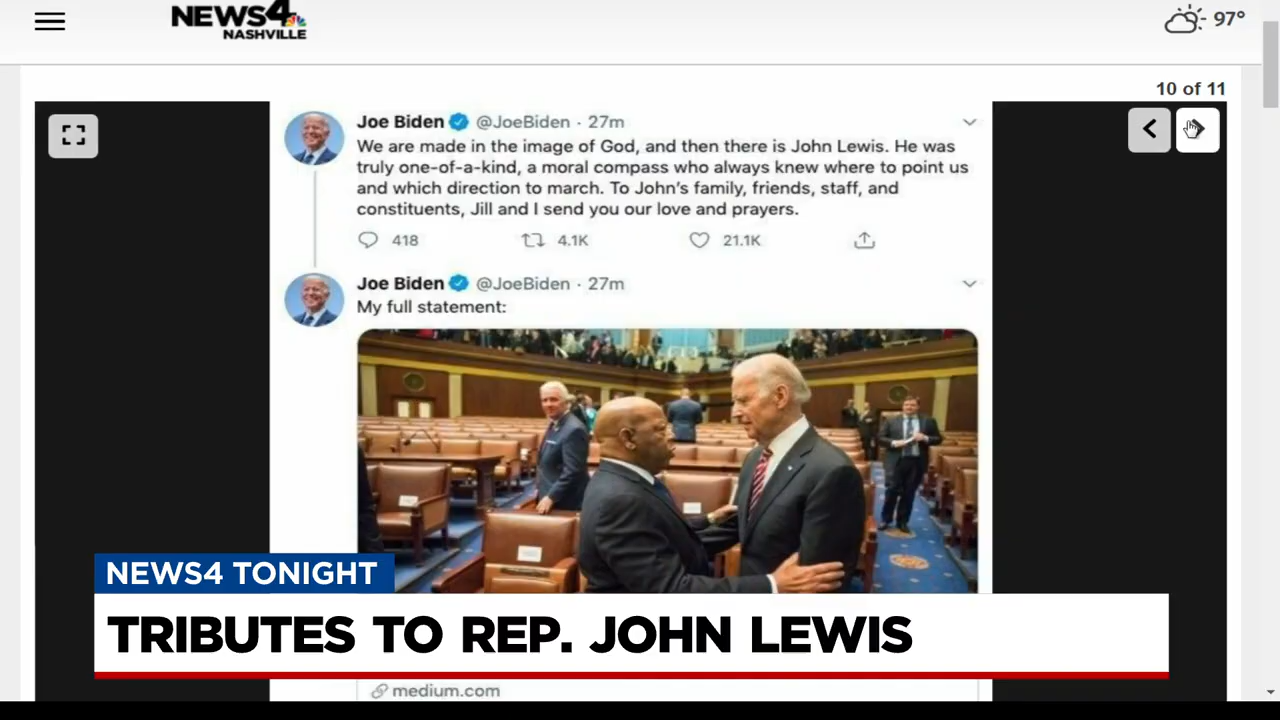 NEWS4
NASHVILLE
97°
10 of 11
Joe Biden @JoeBiden · 27m
We are made in the image of God, and then there is John Lewis. He was
truly one-of-a-kind, a moral compass who always knew where to point us
and which direction to march. To John's family, friends, staff, and
constituents, Jill and I send you our love and prayers.
418 4.1K 21.1K
Joe Biden @JoeBiden · 27m
My full statement:
NEWS4 TONIGHT
TRIBUTES TO REP. JOHN LEWIS
medium.com